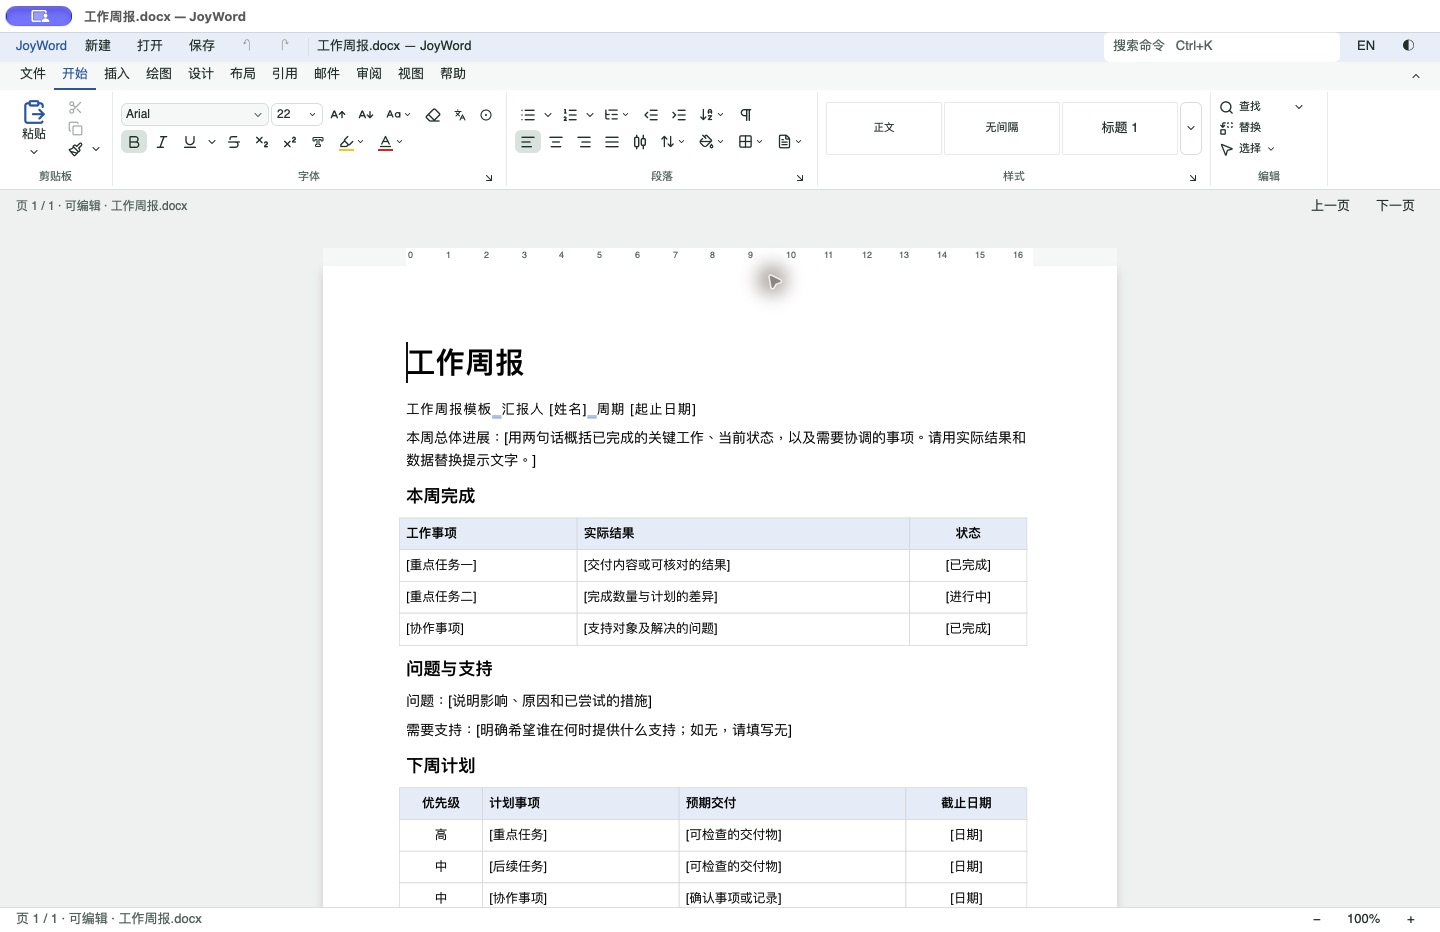 工作周报.docx — JoyWord
JoyWord 新建 打开 保存 工作周报.docx — JoyWord 搜索命令 Ctrl+K EN
文件 开始 插入 绘图 设计 布局 引用 邮件 审阅 视图 帮助
Arial 22 Aa
粘贴
B I U S X₂ X² A
正文 无间隔 标题 1
查找
替换
选择
剪贴板 字体 段落 样式 编辑
页 1 / 1 · 可编辑 · 工作周报.docx 上一页 下一页
0 1 2 3 4 5 6 7 8 9 10 11 12 13 14 15 16
工作周报
工作周报模板 汇报人 [姓名] 周期 [起止日期]
本周总体进展：[用两句话概括已完成的关键工作、当前状态，以及需要协调的事项。请用实际结果和
数据替换提示文字。]
本周完成
工作事项 实际结果 状态
[重点任务一] [交付内容或可核对的结果] [已完成]
[重点任务二] [完成数量与计划的差异] [进行中]
[协作事项] [支持对象及解决的问题] [已完成]
问题与支持
问题：[说明影响、原因和已尝试的措施]
需要支持：[明确希望谁在何时提供什么支持；如无，请填写无]
下周计划
优先级 计划事项 预期交付 截止日期
高 [重点任务] [可检查的交付物] [日期]
中 [后续任务] [可检查的交付物] [日期]
中 [协作事项] [确认事项或记录] [日期]
页 1 / 1 · 可编辑 · 工作周报.docx − 100% +